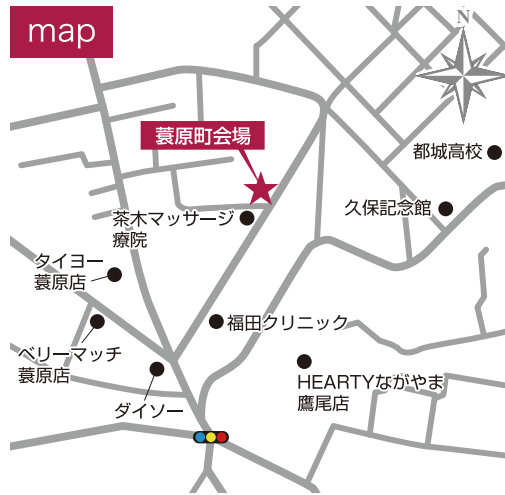 map
N
蓑原町会場
都城高校
久保記念館
茶木マッサージ
療院
タイヨー
蓑原店
福田クリニック
ベリーマッチ
蓑原店
ダイソー
HEARTYながやま
鷹尾店